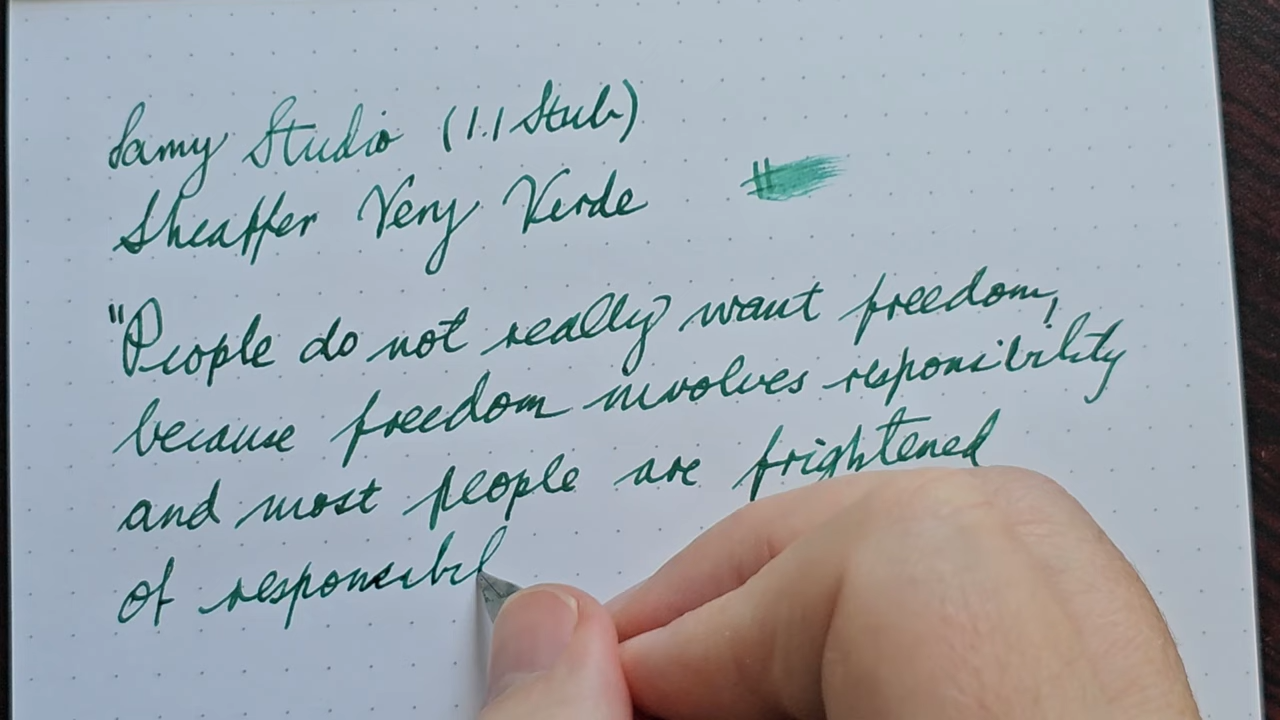 Lamy Studio (1.1 Stub)
Sheaffer Very Verde
"People do not really want freedom,
because freedom involves responsibility
and most people are frightened
of responsibil